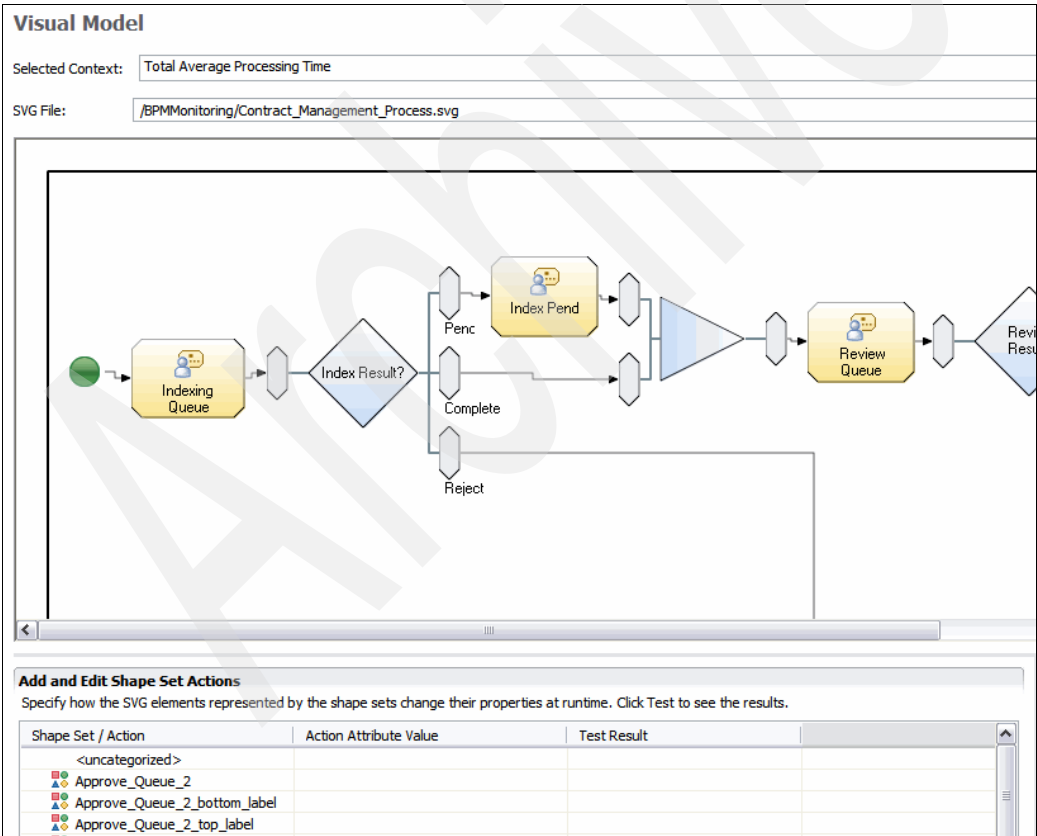 Visual Model
Selected Context:
Total Average Processing Time
SVG File:
/BPMMonitoring/Contract_Management_Process.svg
Index Pend
Penc
Review
Queue
Revi
Resu
Index Result?
Indexing
Queue
Complete
Reject
Add and Edit Shape Set Actions
Specify how the SVG elements represented by the shape sets change their properties at runtime. Click Test to see the results.
Shape Set / Action
Action Attribute Value
Test Result
<uncategorized>
Approve_Queue_2
Approve_Queue_2_bottom_label
Approve_Queue_2_top_label
Archive